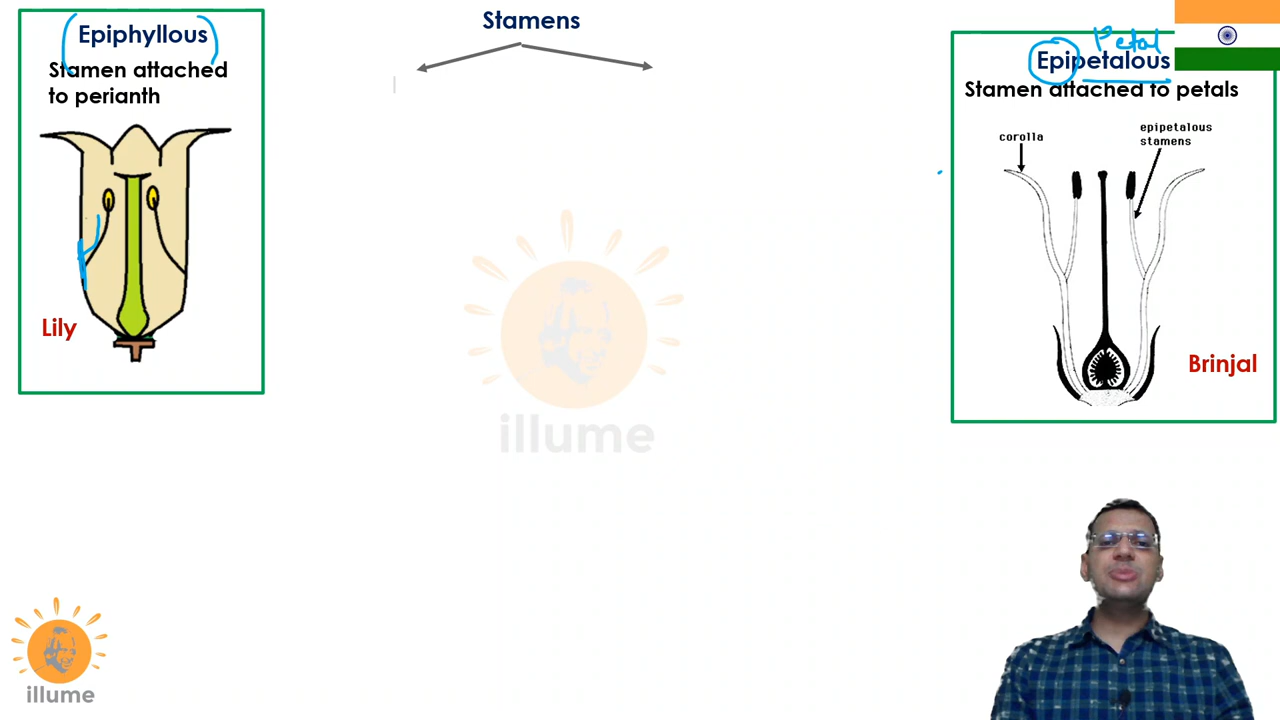 Epiphyllous
Stamen attached
to perianth
Lily
Stamens
Petal
Epipetalous
Stamen attached to petals
corolla
epipetalous
stamens
Brinjal
illume
illume